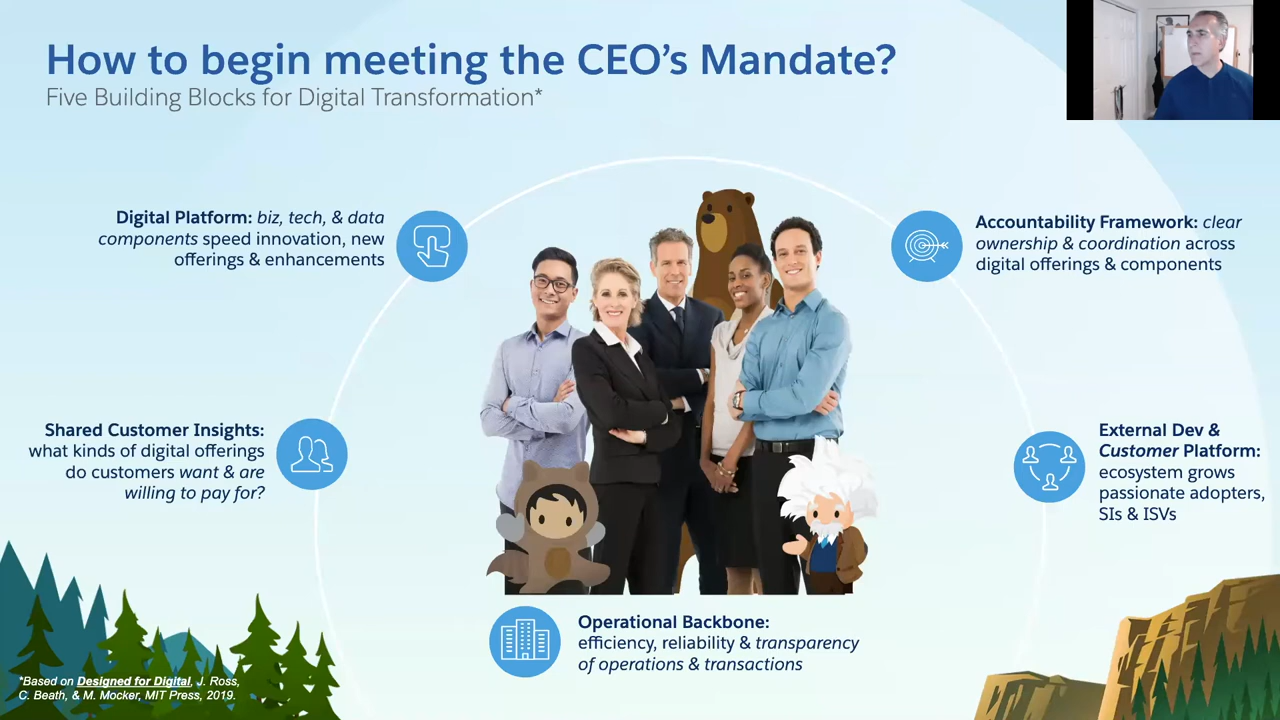 How to begin meeting the CEO’s Mandate?
Five Building Blocks for Digital Transformation*
Digital Platform: biz, tech, & data
components speed innovation, new
offerings & enhancements
Accountability Framework: clear
ownership & coordination across
digital offerings & components
Shared Customer Insights:
what kinds of digital offerings
do customers want & are
willing to pay for?
External Dev &
Customer Platform:
ecosystem grows
passionate adopters,
SIs & ISVs
Operational Backbone:
efficiency, reliability & transparency
of operations & transactions
*Based on Designed for Digital, J. Ross,
C. Beath, & M. Mocker, MIT Press, 2019.